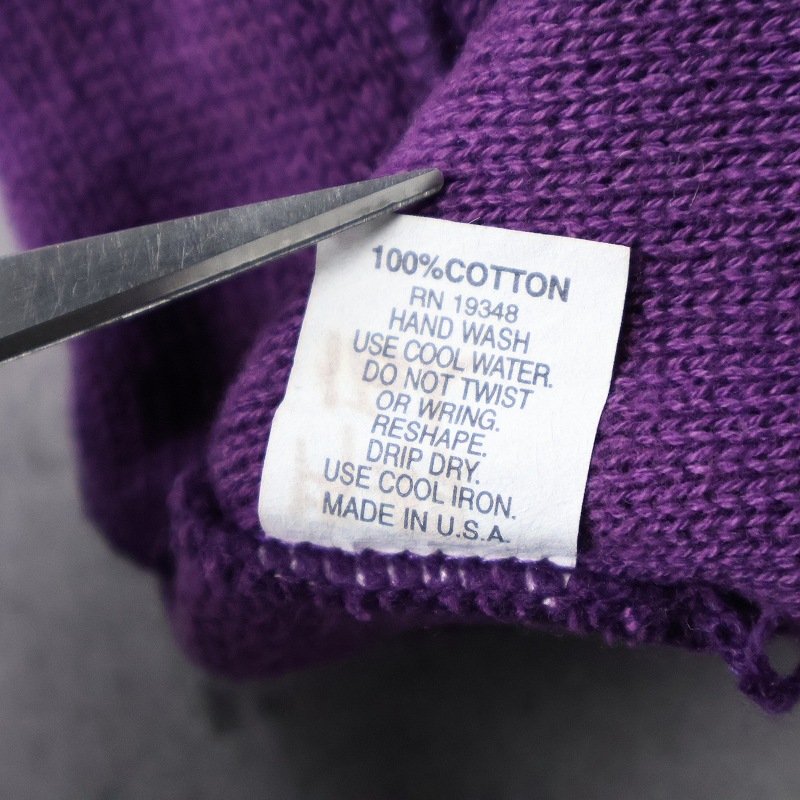 100%COTTON
RN 19348
HAND WASH
USE COOL WATER.
DO NOT TWIST
OR WRING.
RESHAPE.
DRIP DRY.
USE COOL IRON.
MADE IN U.S.A.